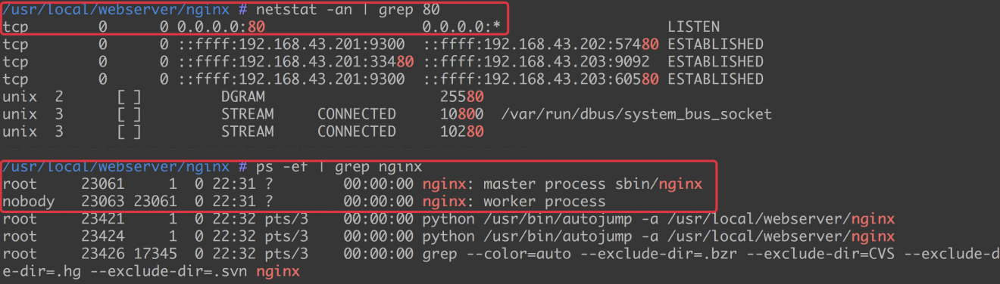 /usr/local/webserver/nginx # netstat -an | grep 80
tcp 0 0 0.0.0.0:80 0.0.0.0:* LISTEN
tcp 0 0 ::ffff:192.168.43.201:9300 ::ffff:192.168.43.202:57480 ESTABLISHED
tcp 0 0 ::ffff:192.168.43.201:33480 ::ffff:192.168.43.203:9092 ESTABLISHED
tcp 0 0 ::ffff:192.168.43.201:9300 ::ffff:192.168.43.203:60580 ESTABLISHED
unix 2 [ ] DGRAM 25580
unix 3 [ ] STREAM CONNECTED 10800 /var/run/dbus/system_bus_socket
unix 3 [ ] STREAM CONNECTED 10280
/usr/local/webserver/nginx # ps -ef | grep nginx
root 23061 1 0 22:31 ? 00:00:00 nginx: master process sbin/nginx
nobody 23063 23061 0 22:31 ? 00:00:00 nginx: worker process
root 23421 1 0 22:32 pts/3 00:00:00 python /usr/bin/autojump -a /usr/local/webserver/nginx
root 23424 1 0 22:32 pts/3 00:00:00 python /usr/bin/autojump -a /usr/local/webserver/nginx
root 23426 17345 0 22:32 pts/3 00:00:00 grep --color=auto --exclude-dir=.bzr --exclude-dir=CVS --exclude-d
e-dir=.hg --exclude-dir=.svn nginx